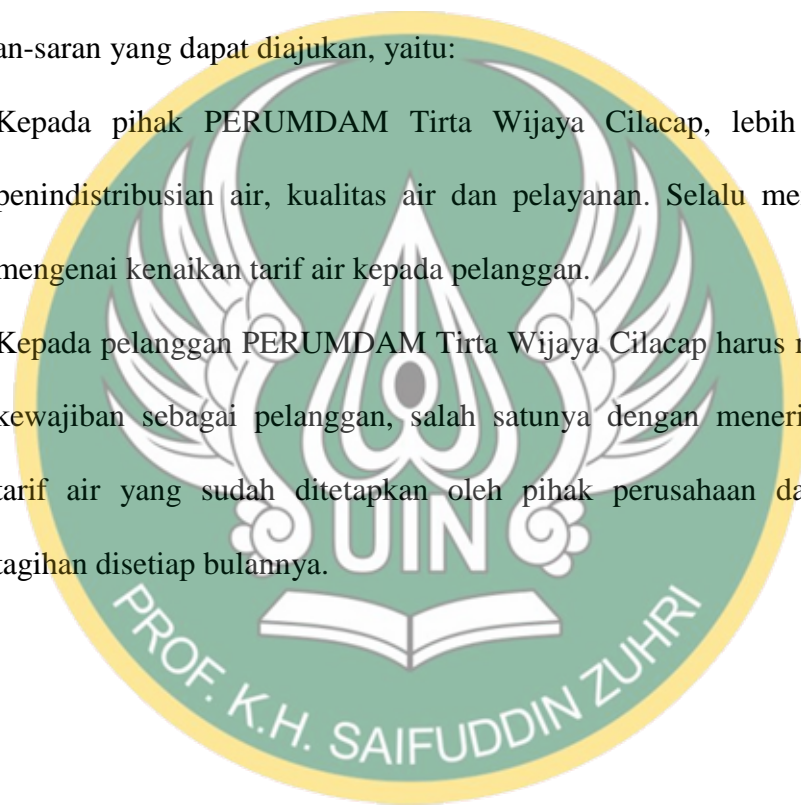 an-saran yang dapat diajukan, yaitu:
Kepada pihak PERUMDAM Tirta Wijaya Cilacap, lebih
penindistribusian air, kualitas air dan pelayanan. Selalu me
mengenai kenaikan tarif air kepada pelanggan.
Kepada pelanggan PERUMDAM Tirta Wijaya Cilacap harus
kewajiban sebagai pelanggan, salah satunya dengan meneri
tarif air yang sudah ditetapkan oleh pihak perusahaan da
tagihan disetiap bulannya.
UIN
PROF. K.H. SAIFUDDIN ZUHRI